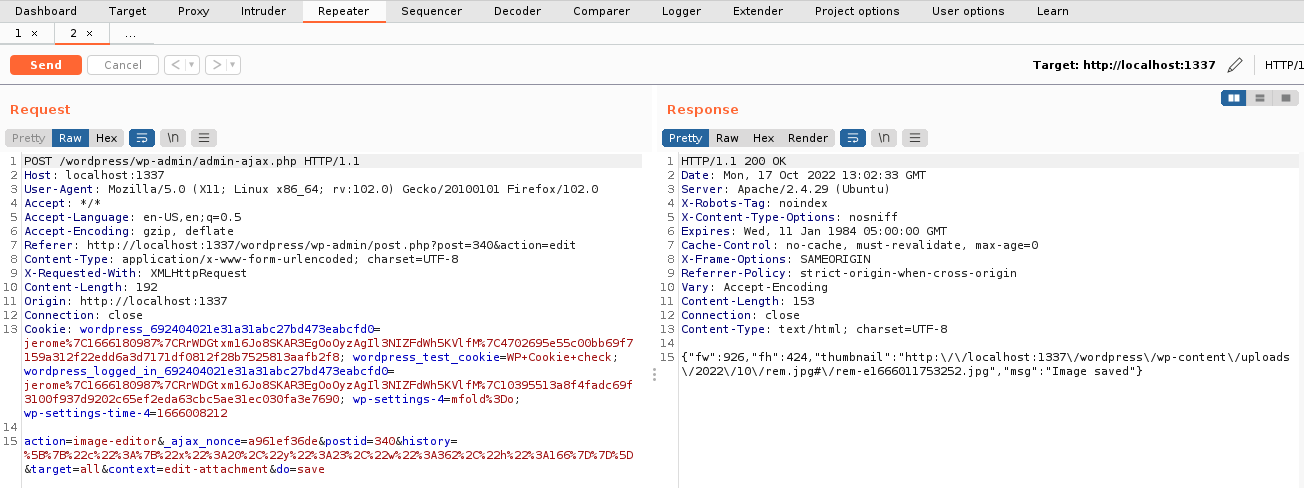 Dashboard Target Proxy Intruder Repeater Sequencer Decoder Comparer Logger Extender Project options User options Learn
1 × 2 × ...
Send Cancel < > Target: http://localhost:1337 HTTP/1
Request
Pretty Raw Hex \n
1 POST /wordpress/wp-admin/admin-ajax.php HTTP/1.1
2 Host: localhost:1337
3 User-Agent: Mozilla/5.0 (X11; Linux x86_64; rv:102.0) Gecko/20100101 Firefox/102.0
4 Accept: */*
5 Accept-Language: en-US,en;q=0.5
6 Accept-Encoding: gzip, deflate
7 Referer: http://localhost:1337/wordpress/wp-admin/post.php?post=340&action=edit
8 Content-Type: application/x-www-form-urlencoded; charset=UTF-8
9 X-Requested-With: XMLHttpRequest
10 Content-Length: 192
11 Origin: http://localhost:1337
12 Connection: close
13 Cookie: wordpress_692404021e31a31abc27bd473eabcfd0=
jerome%7C1666180987%7CRrWDGtxm16Jo8SKAR3EgOoOyzAgIl3NIZFdWh5KVlfM%7C4702695e55c00bb69f7
159a312f22edd6a3d7171df0812f28b7525813aafb2f8; wordpress_test_cookie=WP+Cookie+check;
wordpress_logged_in_692404021e31a31abc27bd473eabcfd0=
jerome%7C1666180987%7CRrWDGtxm16Jo8SKAR3EgOoOyzAgIl3NIZFdWh5KVlfM%7C10395513a8f4fadc69f
3100f937d9202c65ef2eda63cbc5ae31ec030fa3e7690; wp-settings-4=mfold%3Do;
wp-settings-time-4=1666008212
14
15 action=image-editor&_ajax_nonce=a961ef36de&postid=340&history=
%5B%7B%22c%22%3A%7B%22x%22%3A20%2C%22y%22%3A23%2C%22w%22%3A362%2C%22h%22%3A166%7D%7D%5D
&target=all&context=edit-attachment&do=save
Response
Pretty Raw Hex Render \n
1 HTTP/1.1 200 OK
2 Date: Mon, 17 Oct 2022 13:02:33 GMT
3 Server: Apache/2.4.29 (Ubuntu)
4 X-Robots-Tag: noindex
5 X-Content-Type-Options: nosniff
6 Expires: Wed, 11 Jan 1984 05:00:00 GMT
7 Cache-Control: no-cache, must-revalidate, max-age=0
8 X-Frame-Options: SAMEORIGIN
9 Referrer-Policy: strict-origin-when-cross-origin
10 Vary: Accept-Encoding
11 Content-Length: 153
12 Connection: close
13 Content-Type: text/html; charset=UTF-8
14
15 {"fw":926,"fh":424,"thumbnail":"http:\/\/localhost:1337\/wordpress\/wp-content\/uploads
\/2022\/10\/rem.jpg#\/rem-e1666011753252.jpg","msg":"Image saved"}